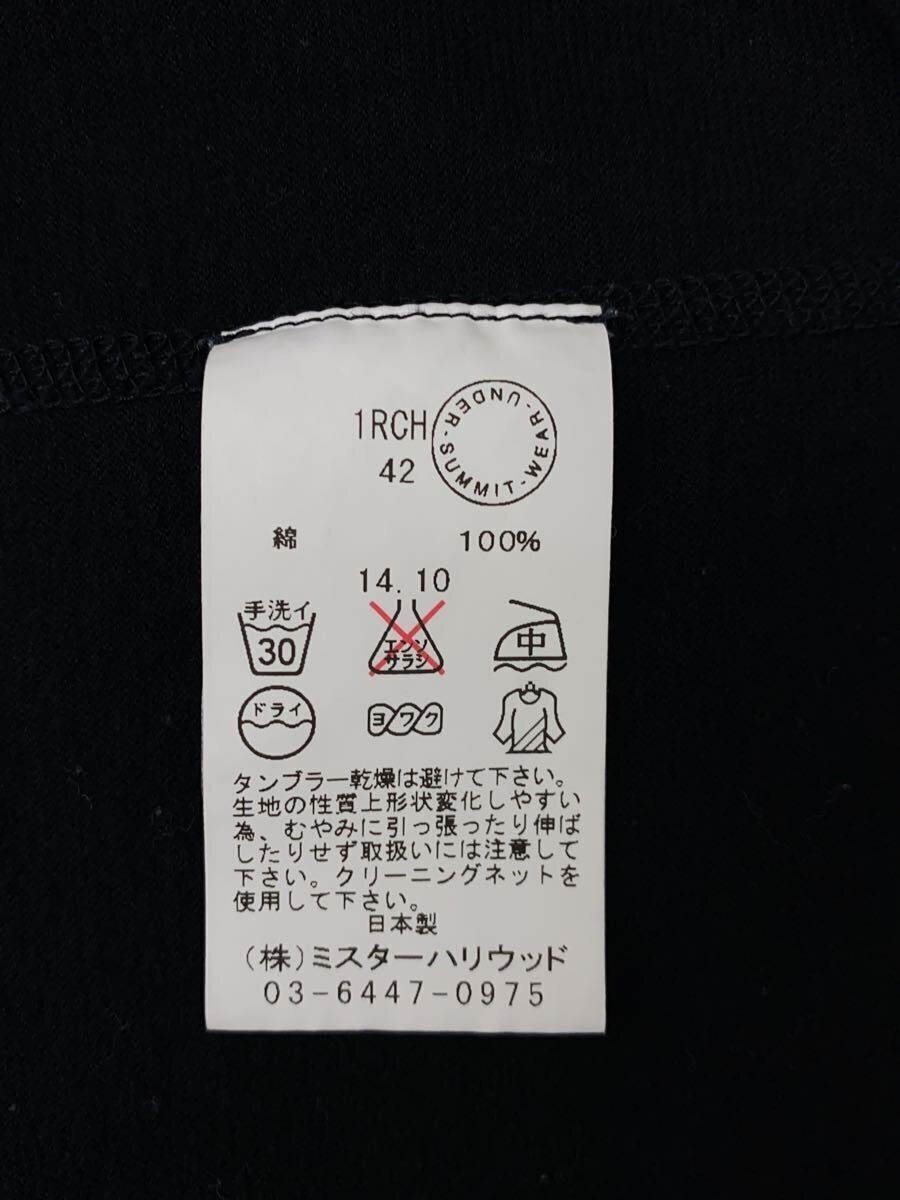 1RCH
42
UNDER-SUMMIT-WEAR-
綿 100%
14.10
手洗イ
30
エンソ
サラシ
中
ドライ
ヨワク
タンブラー乾燥は避けて下さい。
生地の性質上形状変化しやすい
為、むやみに引っ張ったり伸ば
したりせず取扱いには注意して
下さい。クリーニングネットを
使用して下さい。
日本製
(株)ミスターハリウッド
03-6447-0975